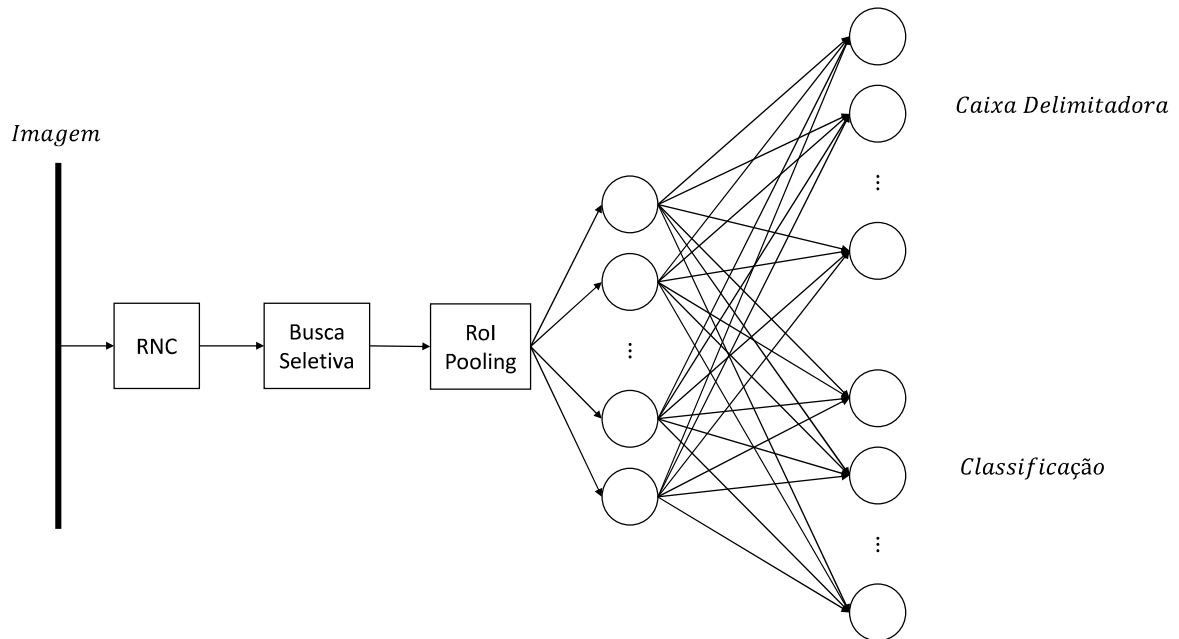 Imagem
RNC
Busca
Seletiva
RoI
Pooling
...
...
...
Caixa Delimitadora
Classificação